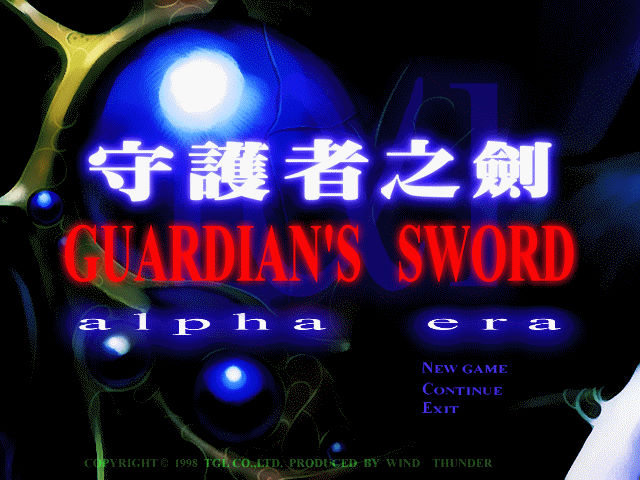 守護者之劍
GUARDIAN'S SWORD
alpha era
NEW GAME
CONTINUE
EXIT
COPYRIGHT © 1998 TGL CO.,LTD. PRODUCED BY WIND THUNDER